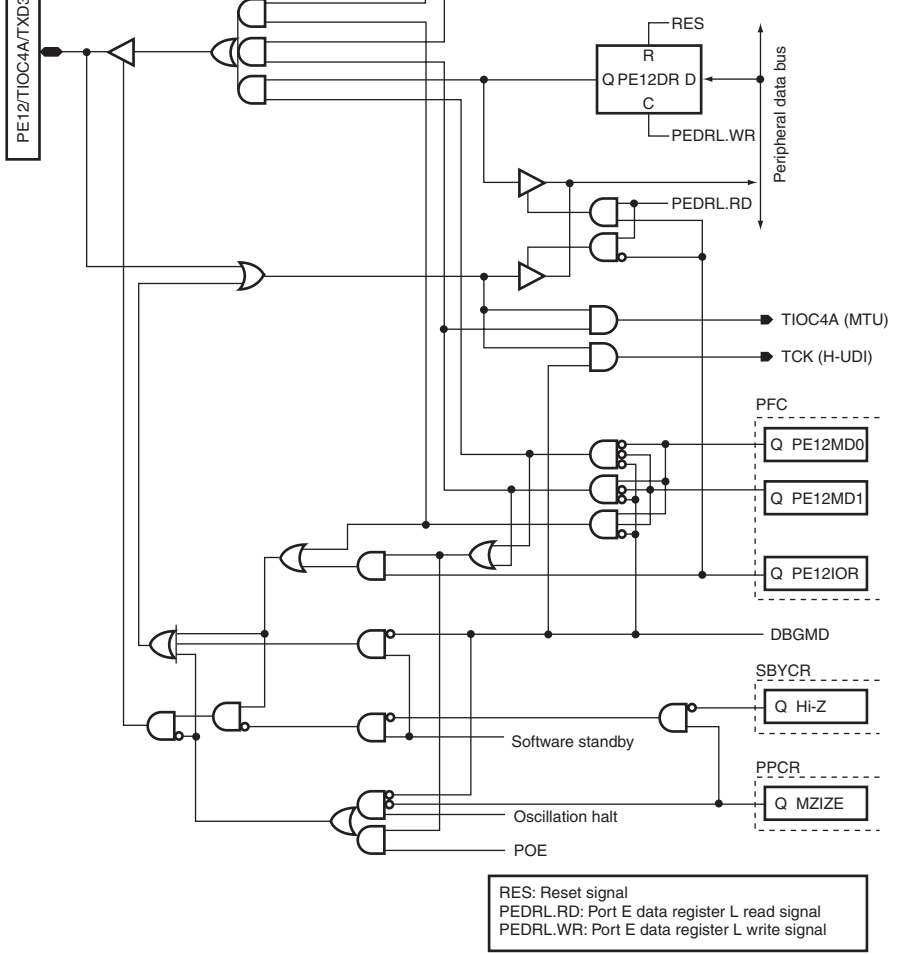 PE12/TIOC4A/TXD3
RES
R
Q PE12DR D
C
PEDRL.WR
Peripheral data bus
PEDRL.RD
TIOC4A (MTU)
TCK (H-UDI)
PFC
Q PE12MD0
Q PE12MD1
Q PE12IOR
DBGMD
SBYCR
Q Hi-Z
Software standby
PPCR
Q MZIZE
Oscillation halt
POE
RES: Reset signal
PEDRL.RD: Port E data register L read signal
PEDRL.WR: Port E data register L write signal